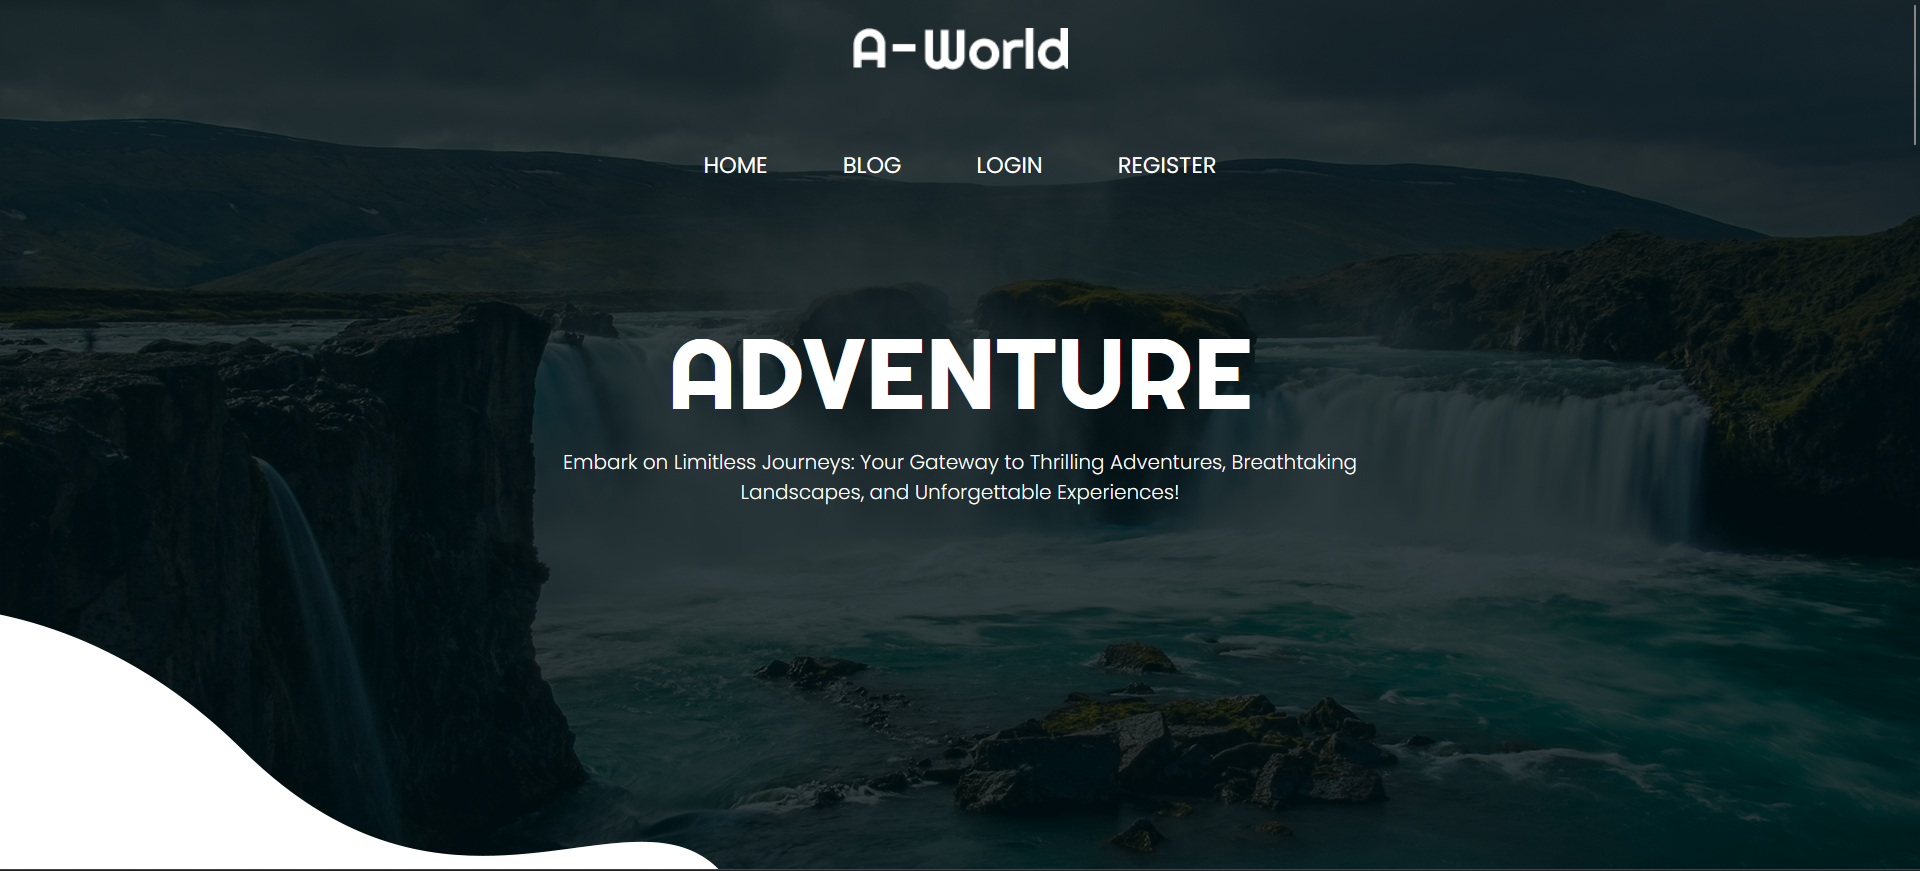 A-World
HOME BLOG LOGIN REGISTER
ADVENTURE
Embark on Limitless Journeys: Your Gateway to Thrilling Adventures, Breathtaking
Landscapes, and Unforgettable Experiences!